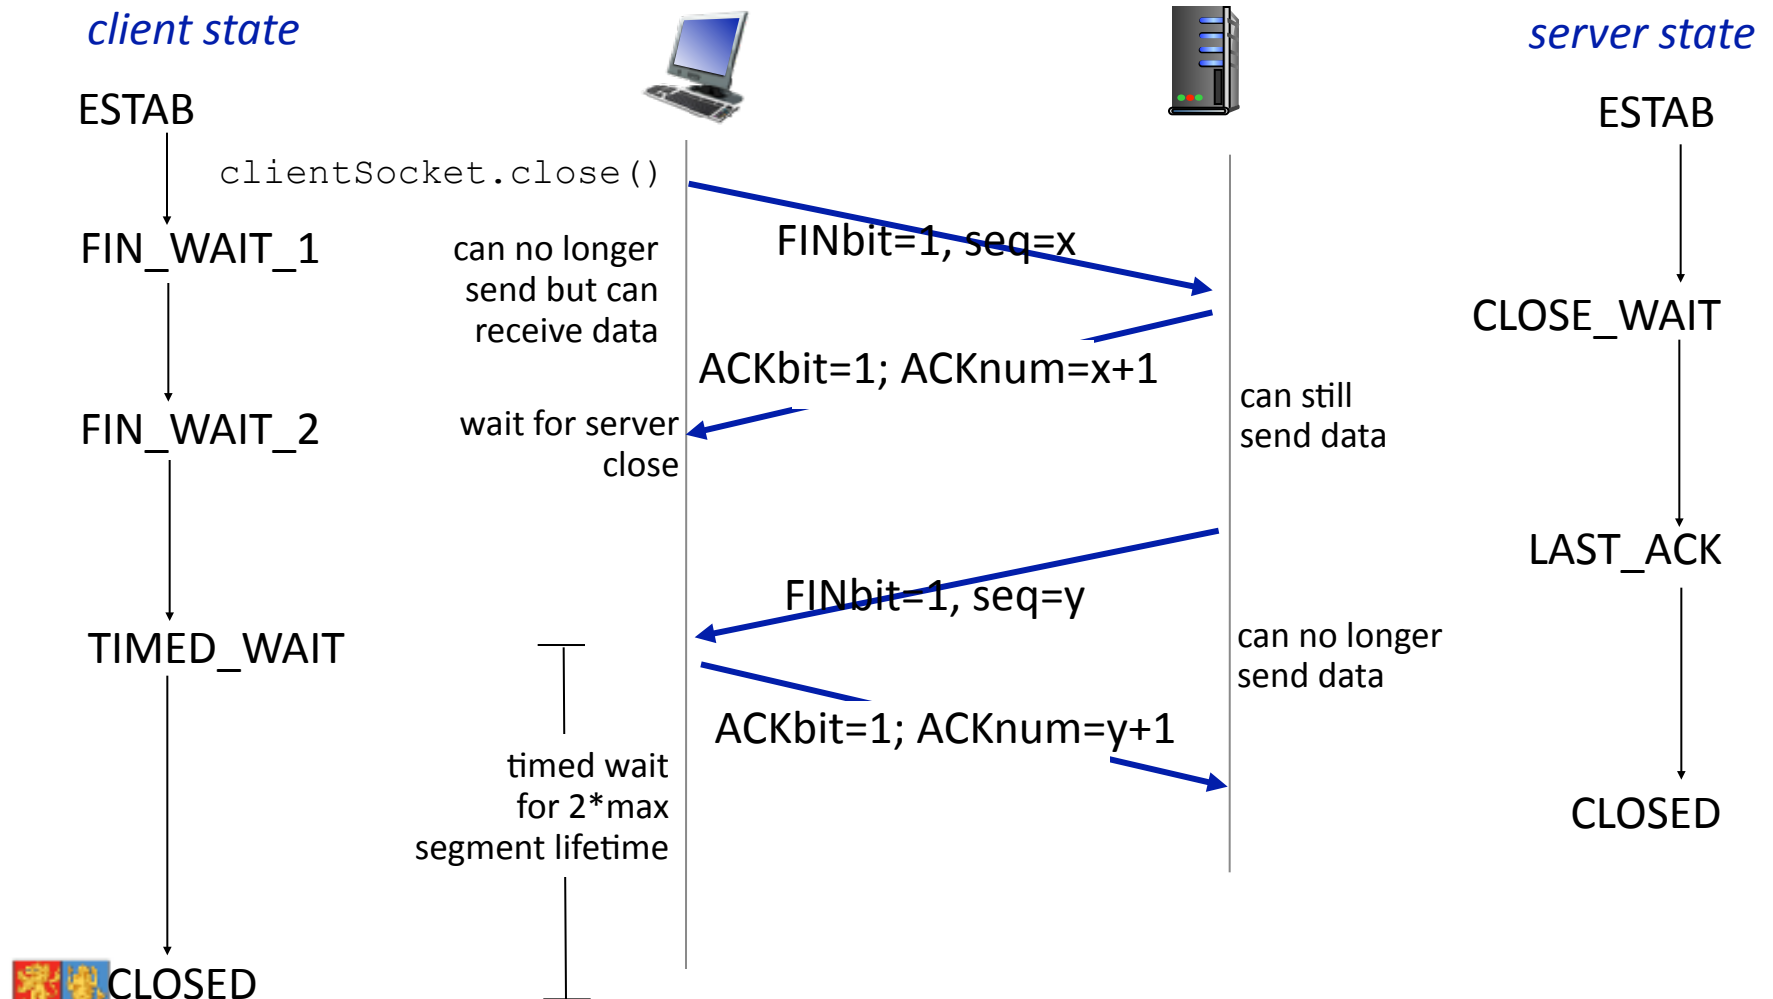 client state
server state
ESTAB
ESTAB
clientSocket.close()
FIN_WAIT_1
can no longer
send but can
receive data
FINbit=1, seq=x
CLOSE_WAIT
ACKbit=1; ACKnum=x+1
can still
send data
FIN_WAIT_2
wait for server
close
LAST_ACK
FINbit=1, seq=y
TIMED_WAIT
can no longer
send data
ACKbit=1; ACKnum=y+1
timed wait
for 2*max
segment lifetime
CLOSED
CLOSED